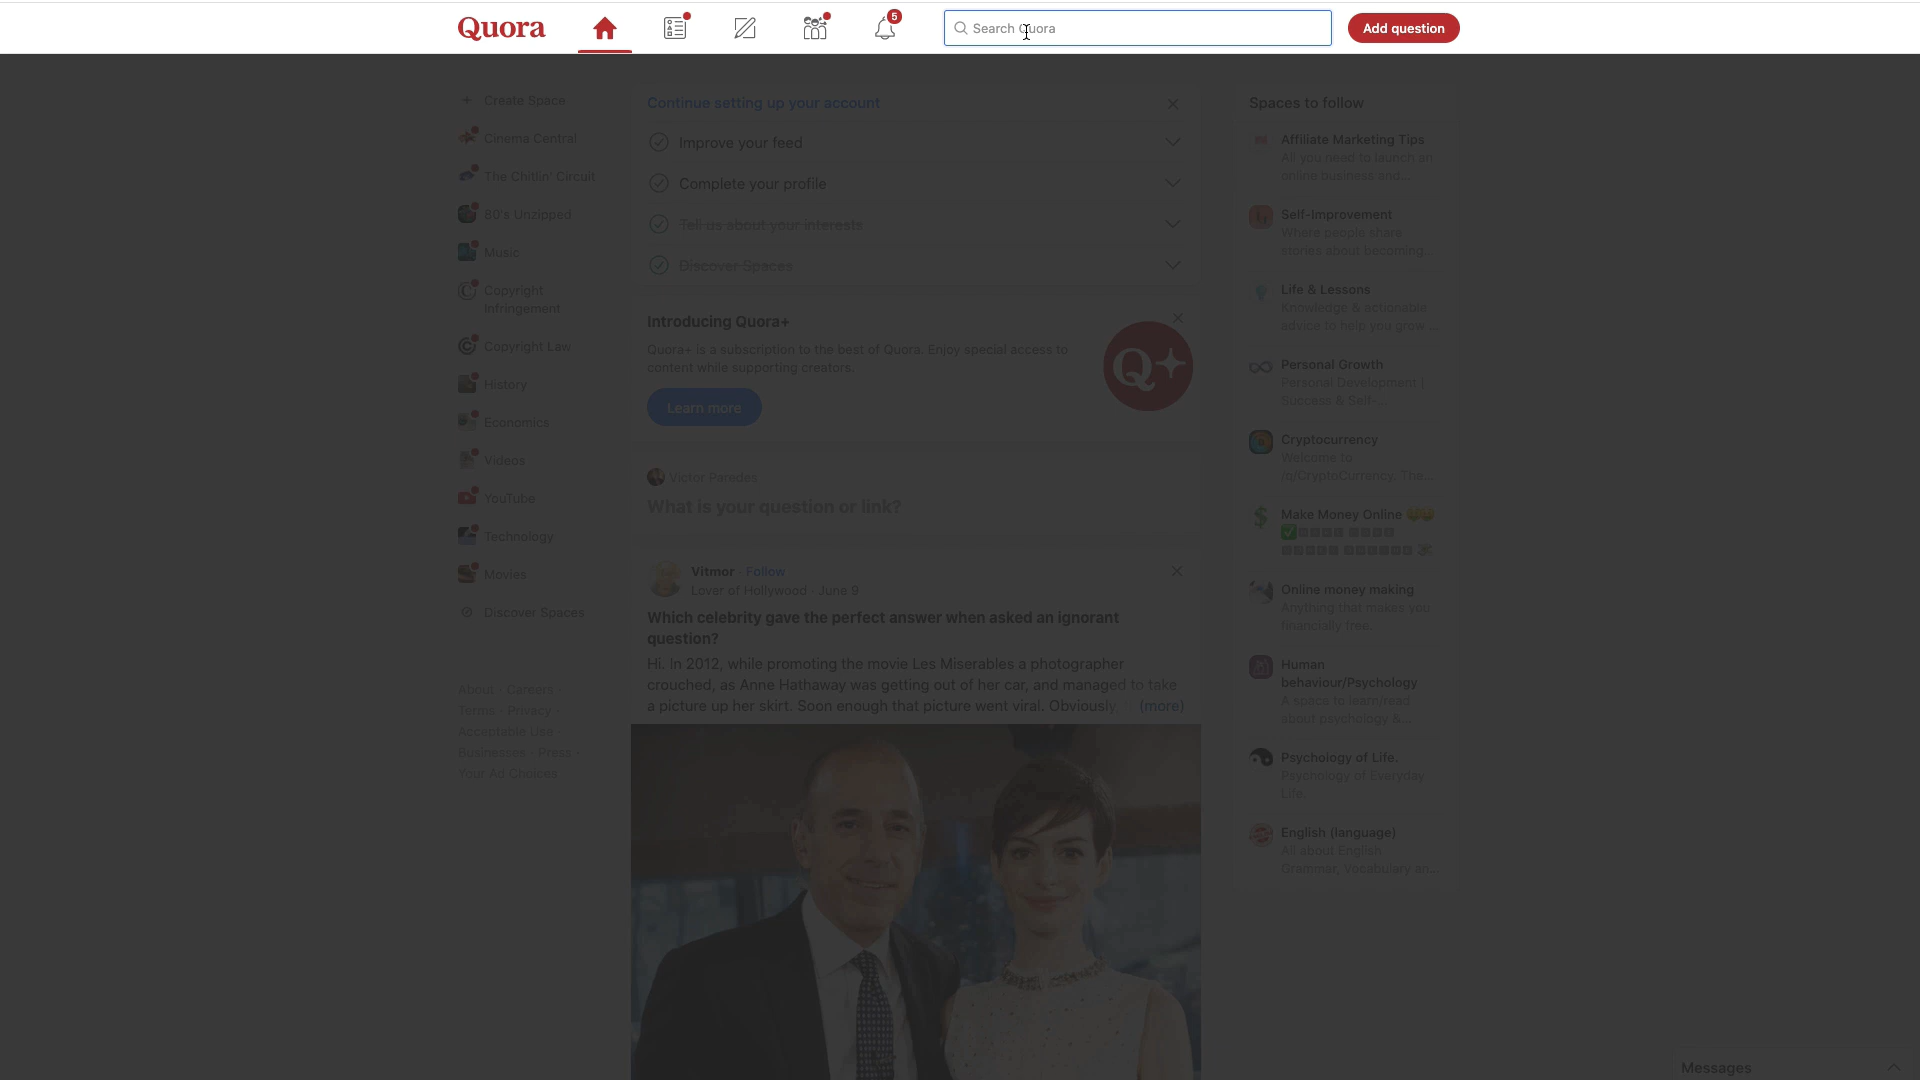 Quora
5
Search Quora
Add question
Create Space
Cinema Central
The Chitlin' Circuit
80's Unzipped
Music
Copyright
Infringement
Copyright Law
History
Economics
Videos
YouTube
Technology
Movies
Discover Spaces
About · Careers ·
Terms · Privacy ·
Acceptable Use ·
Businesses · Press ·
Your Ad Choices
Continue setting up your account
Improve your feed
Complete your profile
Tell us about your interests
Discover Spaces
Introducing Quora+
Quora+ is a subscription to the best of Quora. Enjoy special access to
content while supporting creators.
Learn more
Q+
Victor Paredes
What is your question or link?
Vitmor · Follow
Lover of Hollywood · June 9
Which celebrity gave the perfect answer when asked an ignorant
question?
Hi. In 2012, while promoting the movie Les Miserables a photographer
crouched, as Anne Hathaway was getting out of her car, and managed to take
a picture up her skirt. Soon enough that picture went viral. Obviously (more)
Spaces to follow
Affiliate Marketing Tips
All you need to launch an
online business and...
Self-Improvement
Where people share
stories about becoming...
Life & Lessons
Knowledge & actionable
advice to help you grow ...
Personal Growth
Personal Development |
Success & Self-...
Cryptocurrency
Welcome to
/q/CryptoCurrency. The...
Make Money Online
Online money making
Anything that makes you
financially free.
Human
behaviour/Psychology
A space to learn/read
about psychology &...
Psychology of Life.
Psychology of Everyday
Life.
English (language)
All about English
Grammar, Vocabulary an...
Messages